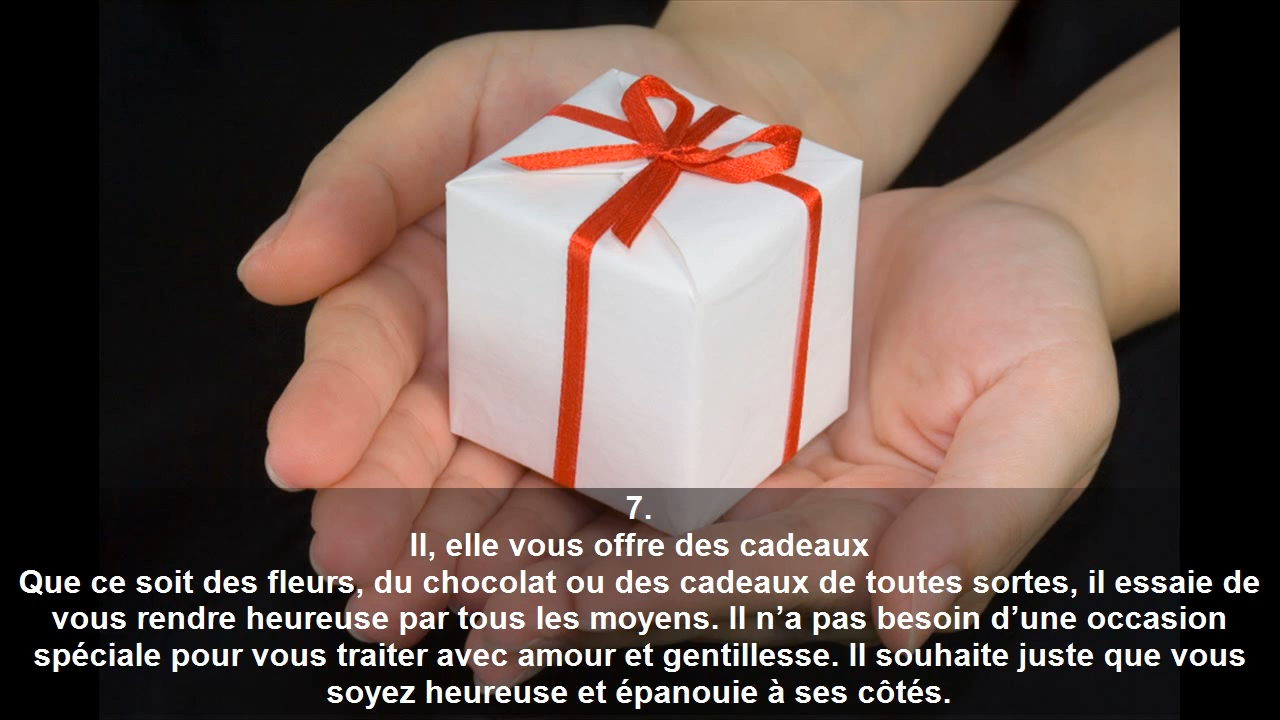 7.
Il, elle vous offre des cadeaux
Que ce soit des fleurs, du chocolat ou des cadeaux de toutes sortes, il essaie de
vous rendre heureuse par tous les moyens. Il n’a pas besoin d’une occasion
spéciale pour vous traiter avec amour et gentillesse. Il souhaite juste que vous
soyez heureuse et épanouie à ses côtés.